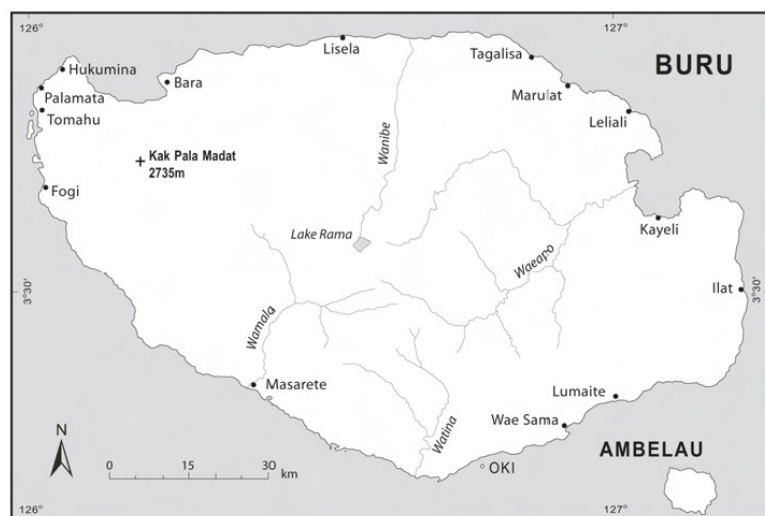 126°
127°
Lisela
Tagalisa
BURU
Hukumina
Bara
Palamata
Marulat
Tomahu
Leliali
Wanibe
Kak Pala Madat
2735m
Fogi
Kayeli
Lake Rama
Waeapo
Ilat
3°30'
3°30'
Wamala
Masarete
Lumaite
Wae Sama
Watina
AMBELAU
N
OKI
0 15 30
km
126°
127°